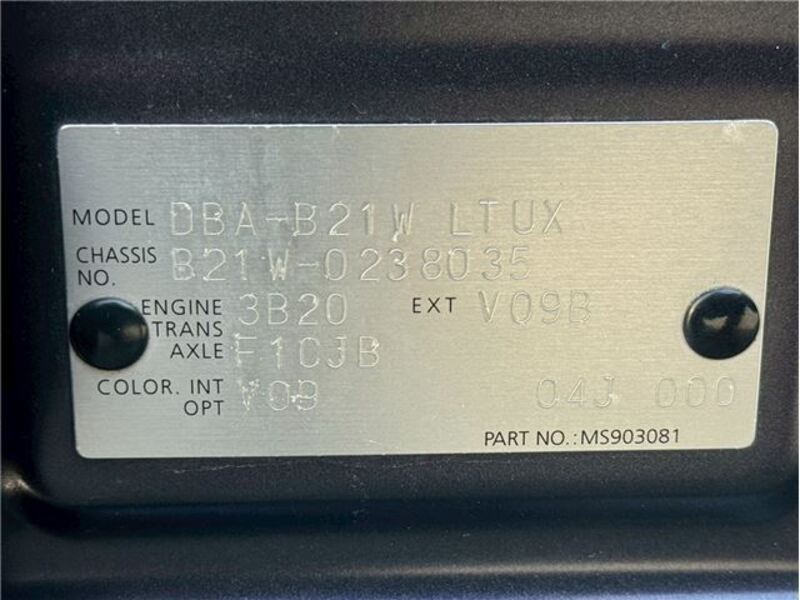 MODEL DBA-B21W LTUX
CHASSIS NO. B21W-0238035
ENGINE 3B20 EXT V09B
TRANS AXLE F1CJB
COLOR. INT V09
OPT 04J 000
PART NO.: MS903081